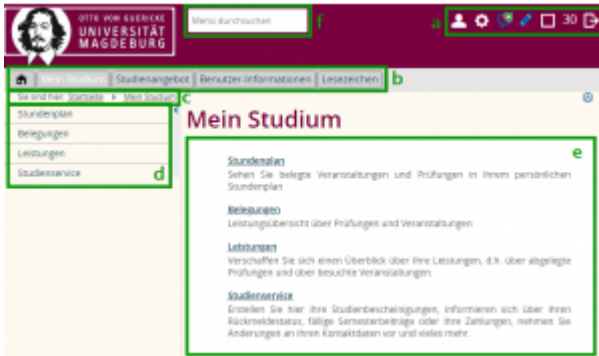 OTTO VON GUERICKE
UNIVERSITÄT
MAGDEBURG
Menü durchsuchen
f
a
30
Mein Studium
Studienangebot
Benutzer-Informationen
Lesezeichen
b
Sie sind hier: Startseite
Mein Studium
c
Stundenplan
Belegungen
Leistungen
Studienservice
d
Mein Studium
e
Stundenplan
Sehen Sie belegte Veranstaltungen und Prüfungen in Ihrem persönlichen
Stundenplan
Belegungen
Leistungsübersicht über Prüfungen und Veranstaltungen
Leistungen
Verschaffen Sie sich einen Überblick über Ihre Leistungen, d.h. über abgelegte
Prüfungen und über besuchte Veranstaltungen.
Studienservice
Erstellen Sie hier Ihre Studienbescheinigungen, informieren sich über Ihren
Rückmeldestatus, fällige Semesterbeiträge oder Ihre Zahlungen, nehmen Sie
Änderungen an Ihren Kontaktdaten vor und vieles mehr.